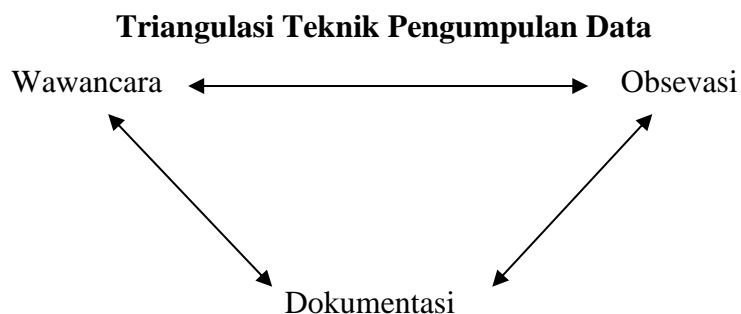 Triangulasi Teknik Pengumpulan Data
Wawancara Obsevasi
Dokumentasi